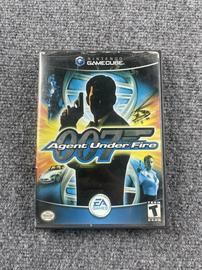 NINTENDO
GAMECUBE
007
Agent Under Fire
EA
GAMES
TEEN
T